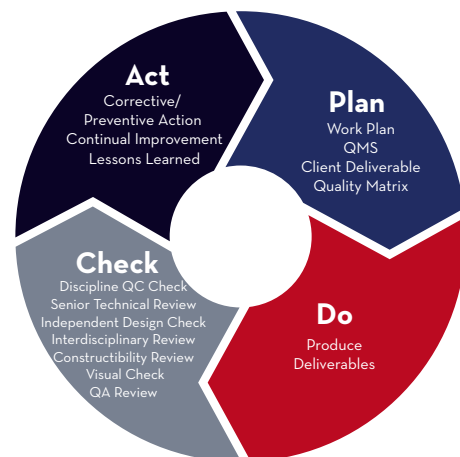 Act
Corrective/
Preventive Action
Continual Improvement
Lessons Learned
Plan
Work Plan
QMS
Client Deliverable
Quality Matrix
Do
Produce
Deliverables
Check
Discipline QC Check
Senior Technical Review
Independent Design Check
Interdisciplinary Review
Constructibility Review
Visual Check
QA Review